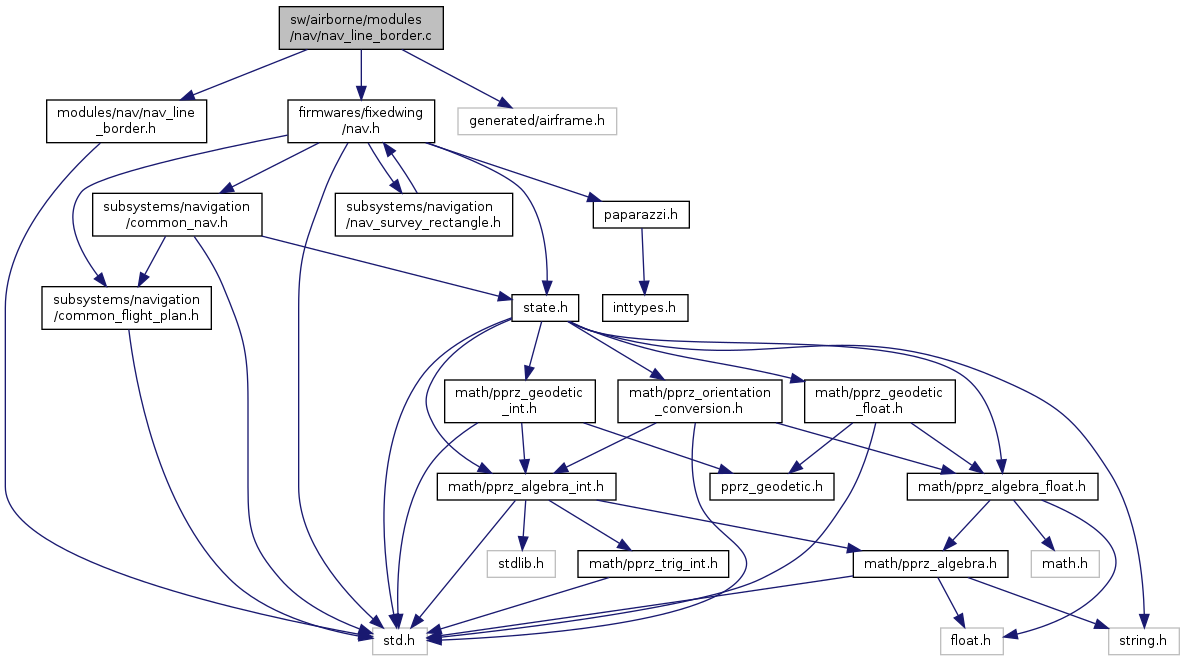 sw/airborne/modules
/nav/nav_line_border.c
modules/nav/nav_line
_border.h
firmwares/fixedwing
/nav.h
generated/airframe.h
subsystems/navigation
/common_nav.h
subsystems/navigation
/nav_survey_rectangle.h
paparazzi.h
subsystems/navigation
/common_flight_plan.h
state.h
inttypes.h
math/pprz_geodetic
_int.h
math/pprz_orientation
_conversion.h
math/pprz_geodetic
_float.h
math/pprz_algebra_int.h
pprz_geodetic.h
math/pprz_algebra_float.h
stdlib.h
math/pprz_trig_int.h
math/pprz_algebra.h
math.h
std.h
float.h
string.h